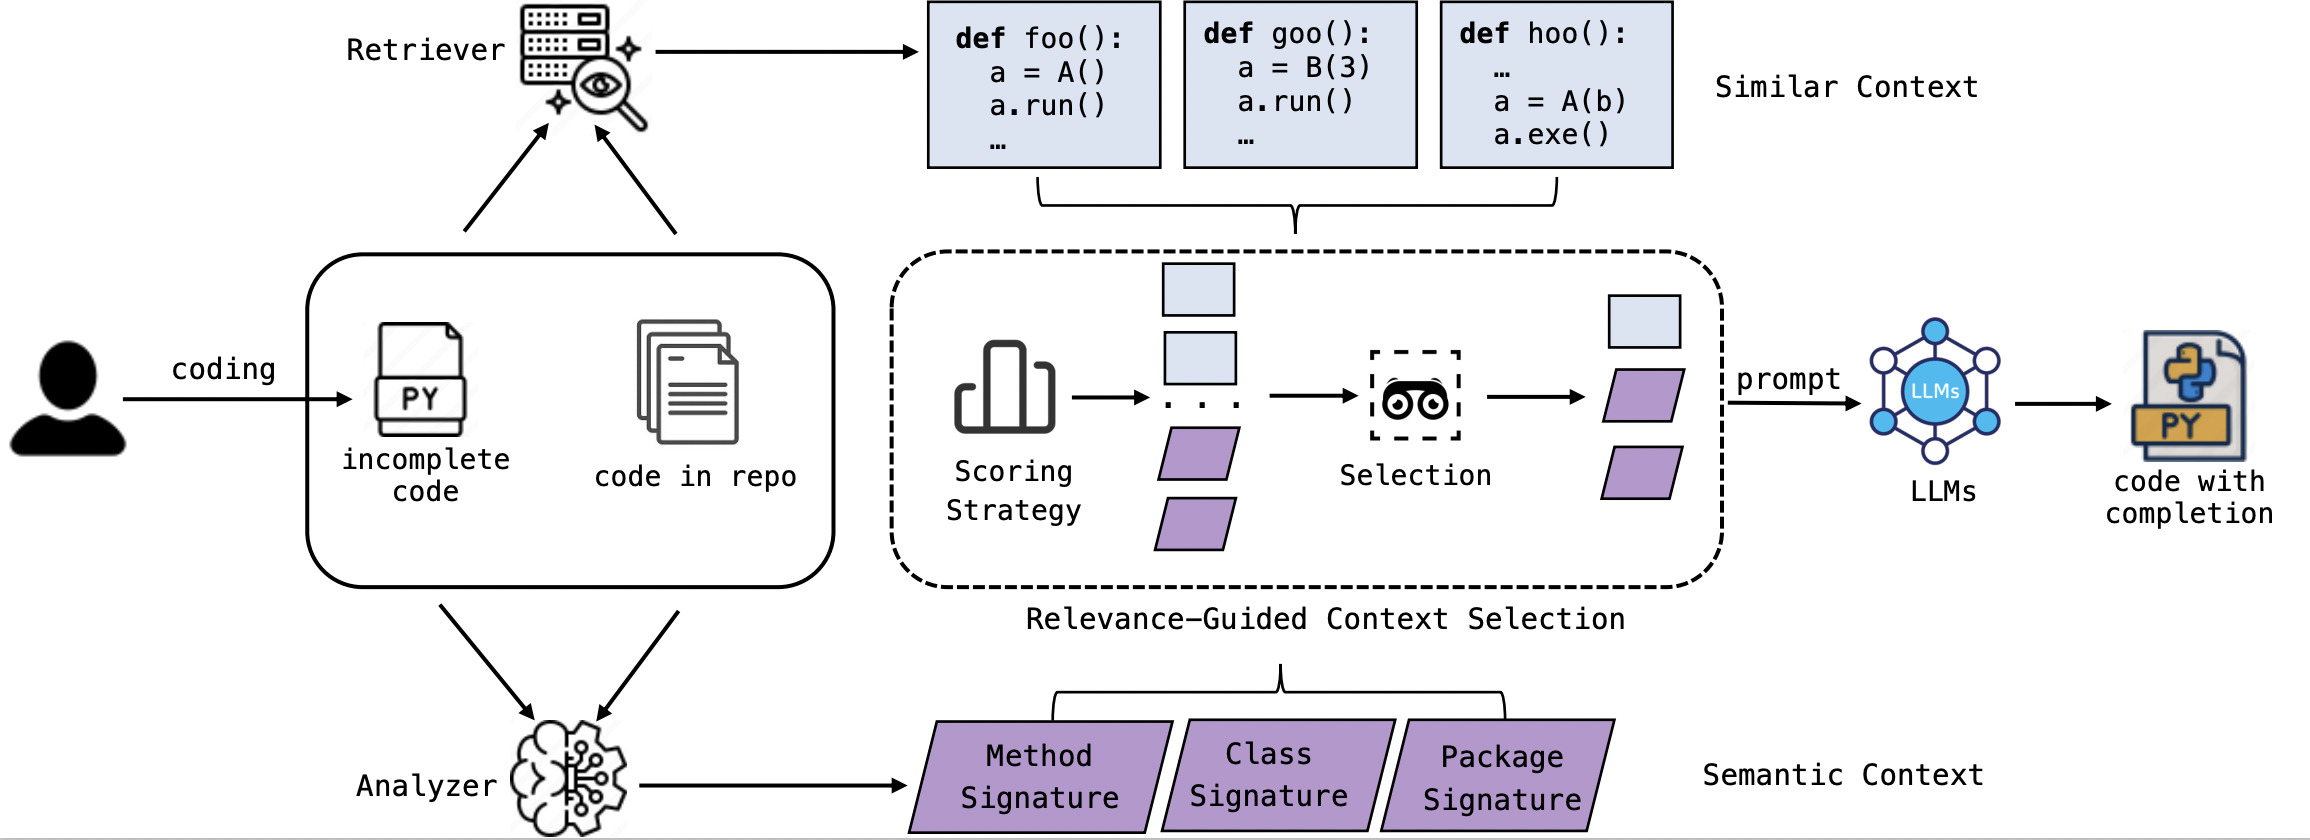 Retriever
def foo():
a = A()
a.run()
…
def goo():
a = B(3)
a.run()
…
def hoo():
…
a = A(b)
a.exe()
Similar Context
coding
PY
incomplete
code
code in repo
Scoring
Strategy
. . .
Selection
prompt
LLMs
LLMs
PY
code with
completion
Relevance-Guided Context Selection
Analyzer
Method
Signature
Class
Signature
Package
Signature
Semantic Context